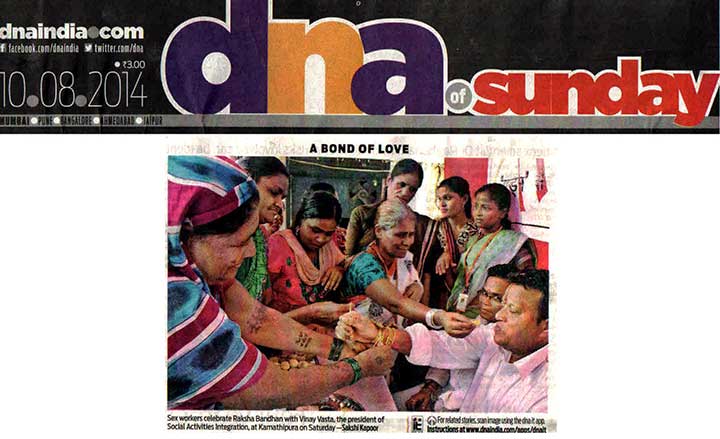 dnaindia.com
facebook.com/dnaindia twitter.com/dna
₹3.00
10.08.2014
MUMBAI PUNE BANGALORE AHMEDABAD JAIPUR
dna of sunday
A BOND OF LOVE
Sex workers celebrate Raksha Bandhan with Vinay Vasta, the president of
Social Activities Integration, at Kamathipura on Saturday —Sakshi Kapoor
For related stories, scan image using the dna it app.
Instructions at www.dnaindia.com/apps/dnait